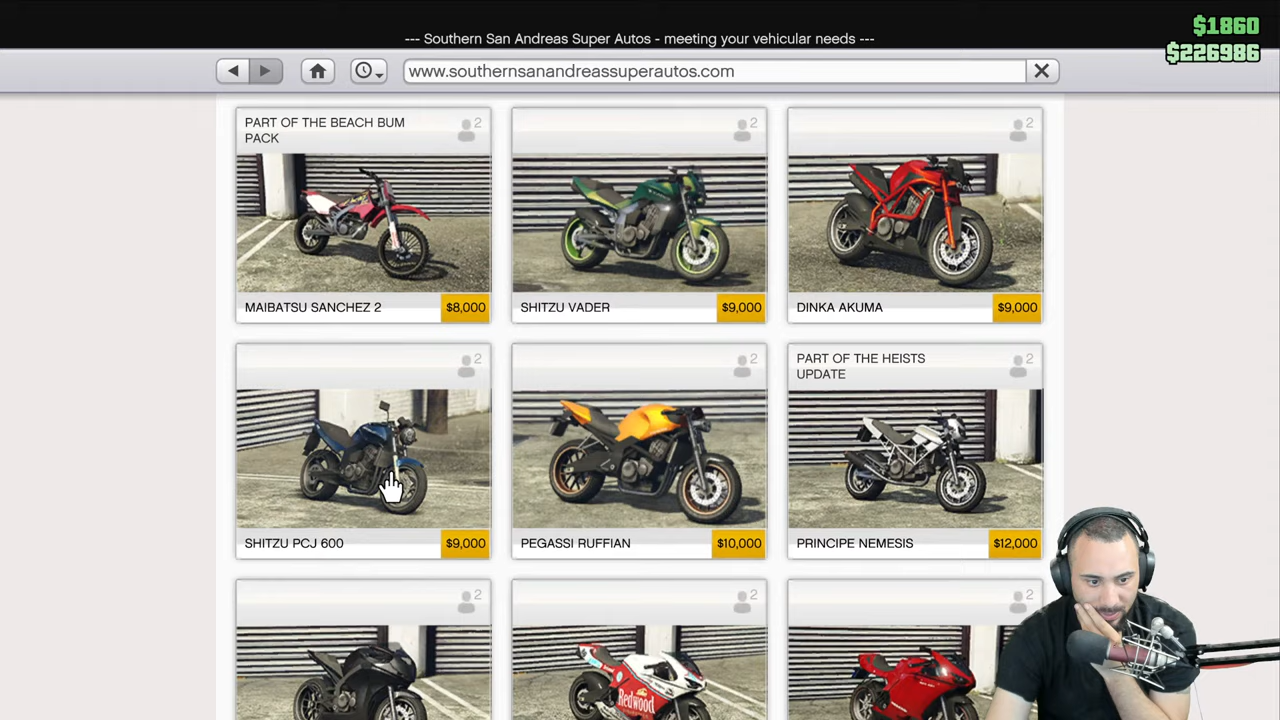 $1860
--- Southern San Andreas Super Autos - meeting your vehicular needs ---
$226986
www.southernsanandreassuperautos.com
PART OF THE BEACH BUM
PACK
2
2
2
MAIBATSU SANCHEZ 2
$8,000
SHITZU VADER
$9,000
DINKA AKUMA
$9,000
2
2
PART OF THE HEISTS
UPDATE
2
SHITZU PCJ 600
$9,000
PEGASSI RUFFIAN
$10,000
PRINCIPE NEMESIS
$12,000
2
2
2
Redwood